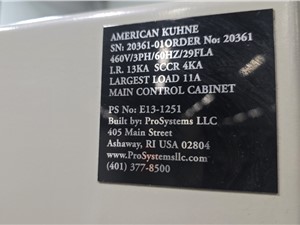 AMERICAN KUHNE
SN: 20361-01ORDER No: 20361
460V/3PH/60HZ/29FLA
I.R. 13KA SCCR 4KA
LARGEST LOAD 11A
MAIN CONTROL CABINET
PS No: E13-1251
Built by: ProSystems LLC
405 Main Street
Ashaway, RI USA 02804
www.ProSystemsllc.com
(401) 377-8500